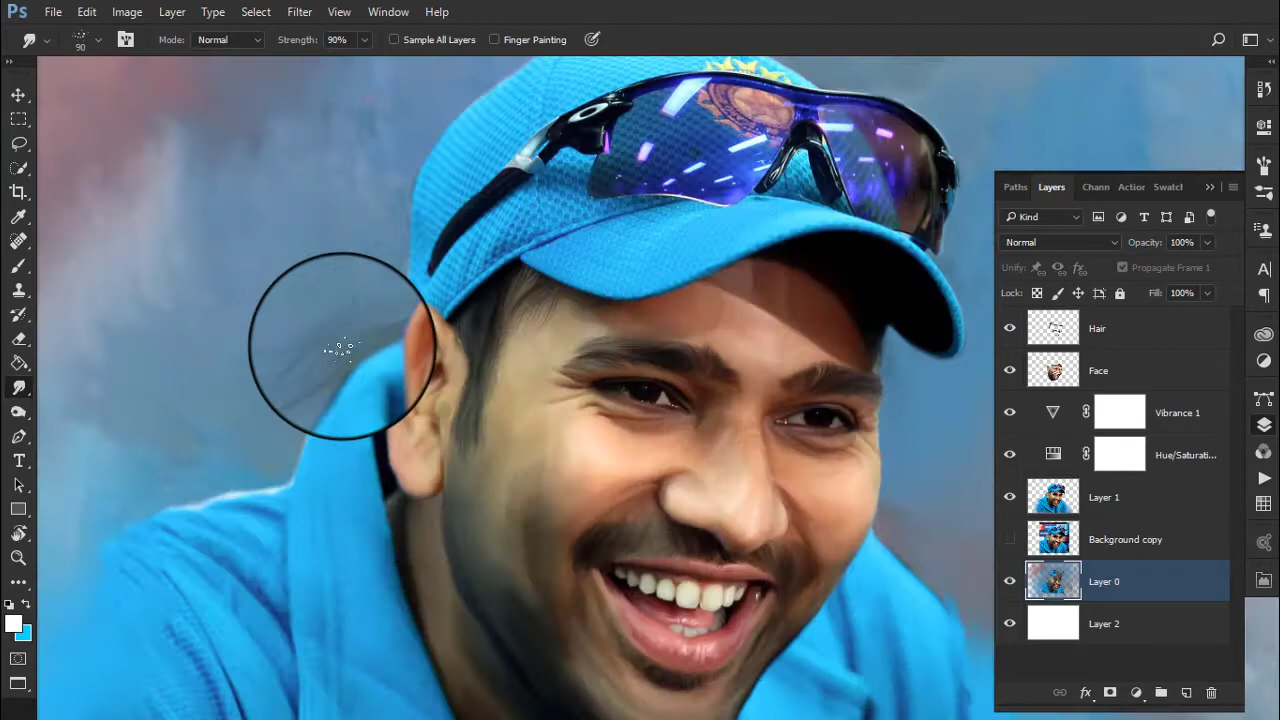 Ps File Edit Image Layer Type Select Filter View Window Help
90 Mode: Normal Strength: 90% Sample All Layers Finger Painting
Paths Layers Chann Actior Swatcl
Kind
Normal Opacity: 100%
Unify: Propagate Frame 1
Lock: Fill: 100%
Hair
Face
Vibrance 1
Hue/Saturati...
Layer 1
Background copy
Layer 0
Layer 2
fx